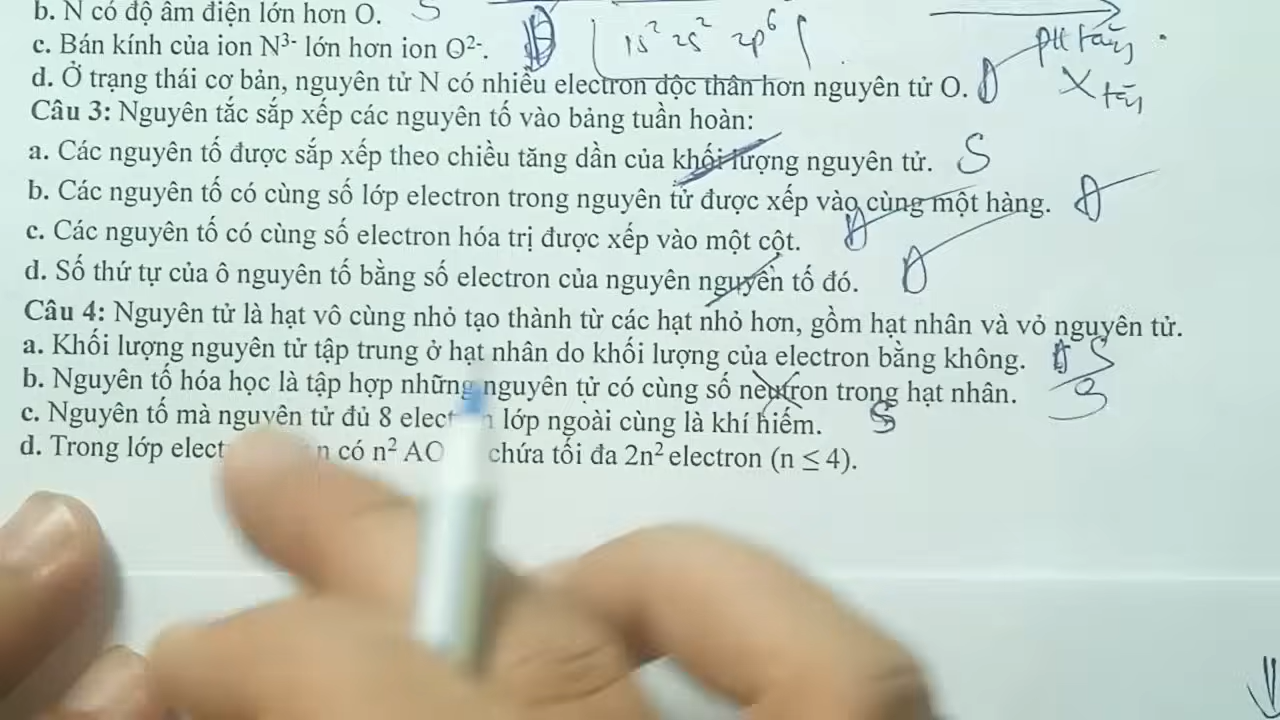 b. N có độ âm điện lớn hơn O. S
c. Bán kính của ion N³⁻ lớn hơn ion O²⁻. Đ 1s² 2s² 2p⁶
d. Ở trạng thái cơ bản, nguyên tử N có nhiều electron độc thân hơn nguyên tử O. Đ
Câu 3: Nguyên tắc sắp xếp các nguyên tố vào bảng tuần hoàn:
a. Các nguyên tố được sắp xếp theo chiều tăng dần của khối lượng nguyên tử. S
b. Các nguyên tố có cùng số lớp electron trong nguyên tử được xếp vào cùng một hàng. Đ
c. Các nguyên tố có cùng số electron hóa trị được xếp vào một cột. Đ
d. Số thứ tự của ô nguyên tố bằng số electron của nguyên nguyên tố đó. Đ
Câu 4: Nguyên tử là hạt vô cùng nhỏ tạo thành từ các hạt nhỏ hơn, gồm hạt nhân và vỏ nguyên tử.
a. Khối lượng nguyên tử tập trung ở hạt nhân do khối lượng của electron bằng không. S
b. Nguyên tố hóa học là tập hợp những nguyên tử có cùng số neutron trong hạt nhân. S
c. Nguyên tố mà nguyên tử đủ 8 elect lớp ngoài cùng là khí hiếm. S
d. Trong lớp elect n có n² AO chứa tối đa 2n² electron (n ≤ 4).